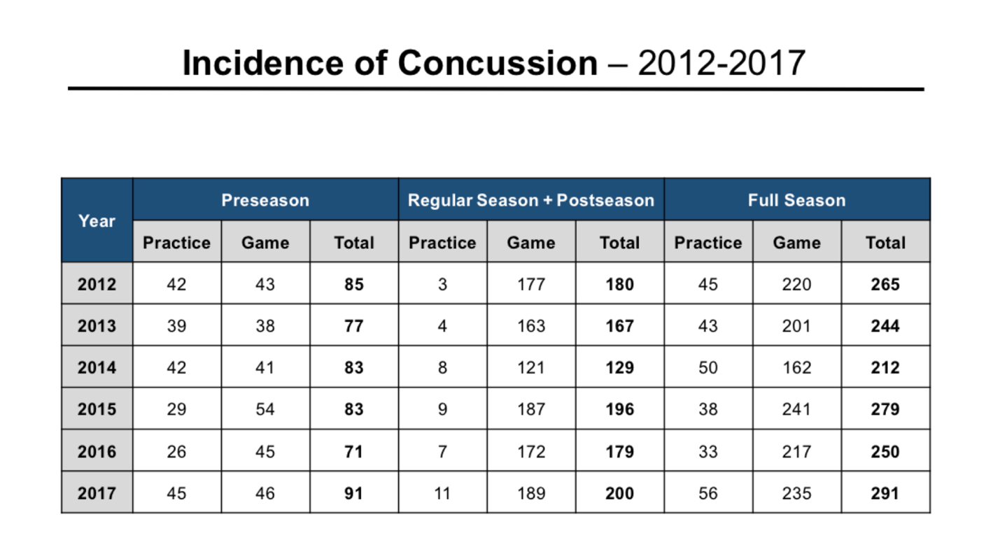 Incidence of Concussion – 2012-2017
Year Preseason Regular Season + Postseason Full Season
Practice Game Total Practice Game Total Practice Game Total
2012 42 43 85 3 177 180 45 220 265
2013 39 38 77 4 163 167 43 201 244
2014 42 41 83 8 121 129 50 162 212
2015 29 54 83 9 187 196 38 241 279
2016 26 45 71 7 172 179 33 217 250
2017 45 46 91 11 189 200 56 235 291